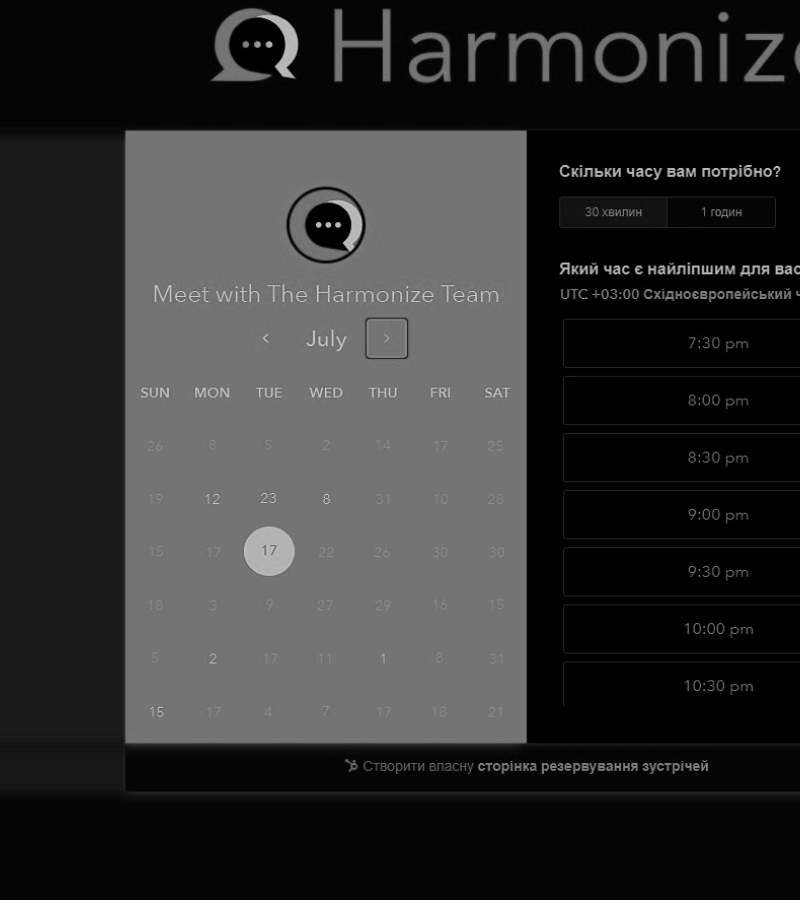 Harmonize
Meet with The Harmonize Team
July
SUN MON TUE WED THU FRI SAT
26 8 5 2 14 17 25
19 12 23 8 31 10 28
15 17 17 22 26 30 30
18 3 9 27 29 16 15
5 2 17 11 1 8 31
15 17 4 7 17 18 21
Скільки часу вам потрібно?
30 хвилин 1 годин
Який час є найліпшим для вас
UTC +03:00 Східноєвропейський ч
7:30 pm
8:00 pm
8:30 pm
9:00 pm
9:30 pm
10:00 pm
10:30 pm
Створити власну сторінка резервування зустрічей